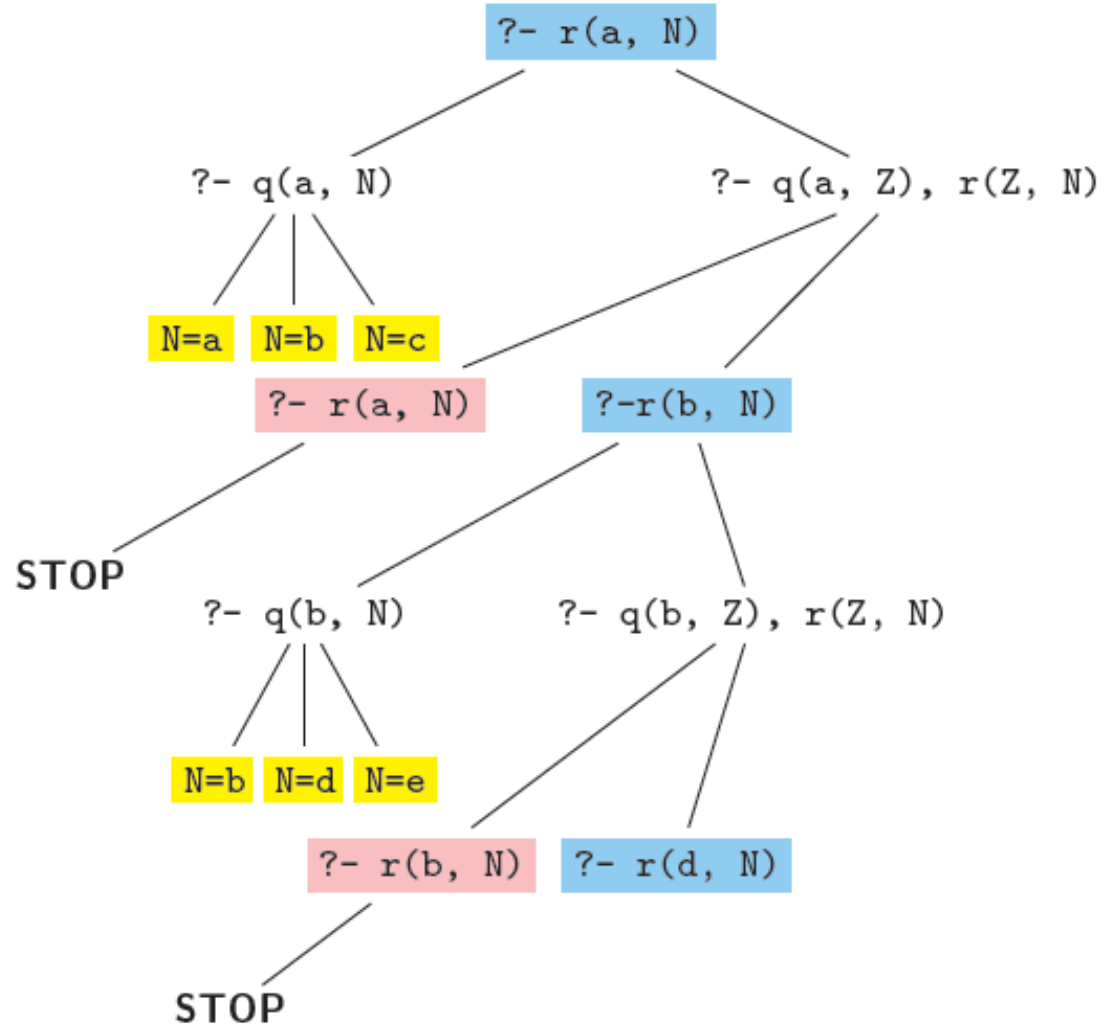 ?- r(a, N)
?- q(a, N)
?- q(a, Z), r(Z, N)
N=a
N=b
N=c
?- r(a, N)
?-r(b, N)
STOP
?- q(b, N)
?- q(b, Z), r(Z, N)
N=b
N=d
N=e
?- r(b, N)
?- r(d, N)
STOP